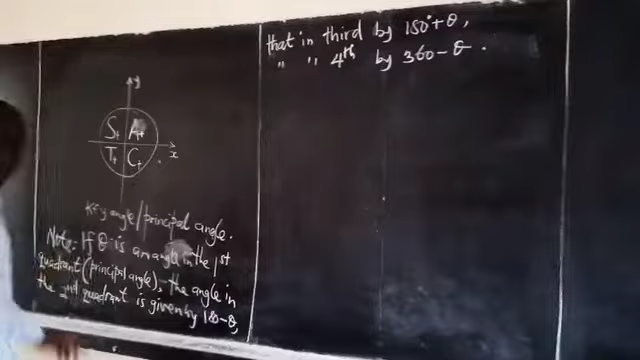 y
S+ A+
T+ C+
x
Key angle/principal angle.
Note: If θ is an angle in the 1st
quadrant (principal angle), the angle in
the 2nd quadrant is given by 180-θ,
that in third by 180°+θ,
" " 4th by 360-θ.